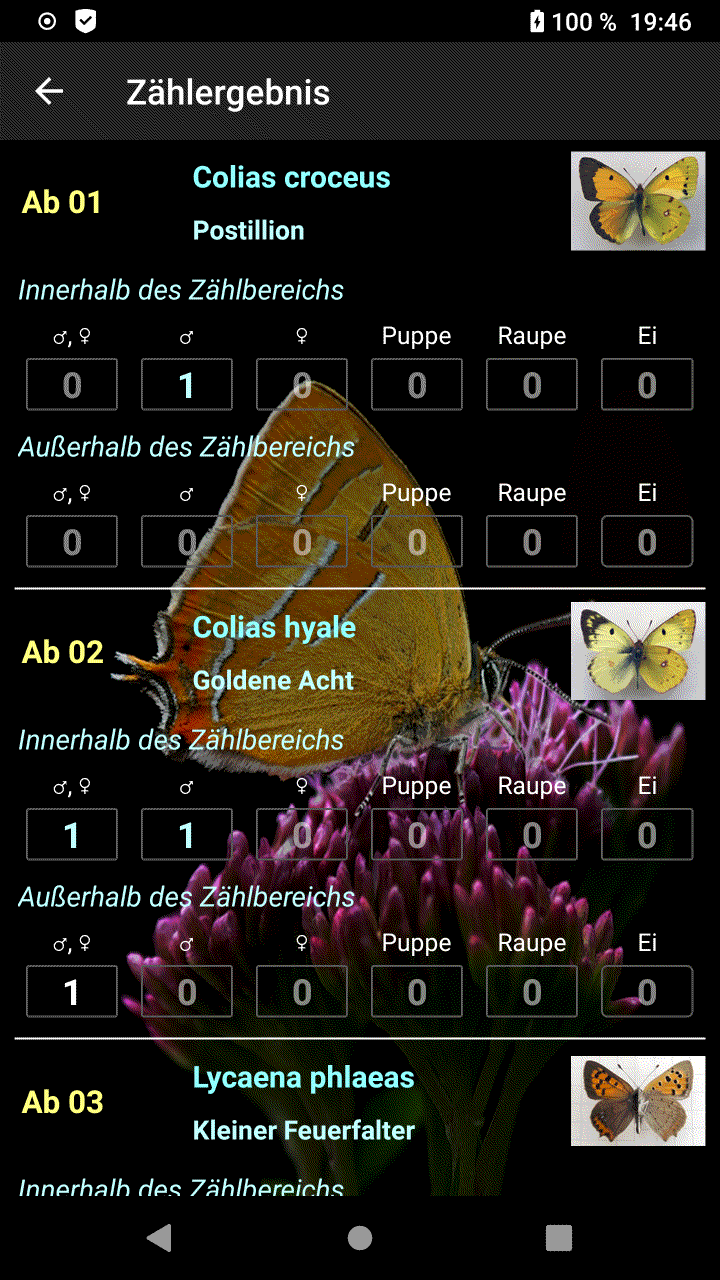 100 % 19:46
Zählergebnis
Ab 01
Colias croceus
Postillion
Innerhalb des Zählbereichs
♂, ♀ ♂ ♀ Puppe Raupe Ei
0 1 0 0 0 0
Außerhalb des Zählbereichs
♂, ♀ ♂ ♀ Puppe Raupe Ei
0 0 0 0 0 0
Ab 02
Colias hyale
Goldene Acht
Innerhalb des Zählbereichs
♂, ♀ ♂ ♀ Puppe Raupe Ei
1 1 0 0 0 0
Außerhalb des Zählbereichs
♂, ♀ ♂ ♀ Puppe Raupe Ei
1 0 0 0 0 0
Ab 03
Lycaena phlaeas
Kleiner Feuerfalter
Innerhalb des Zählbereichs